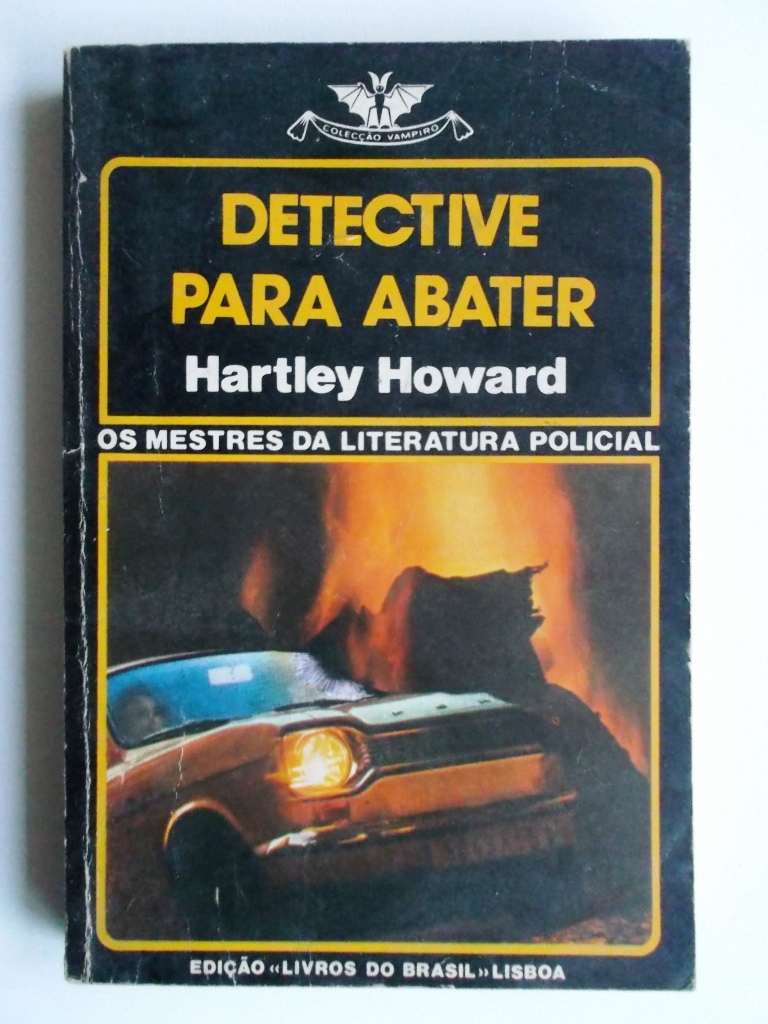 COLECÇÃO VAMPIRO
DETECTIVE
PARA ABATER
Hartley Howard
OS MESTRES DA LITERATURA POLICIAL
EDIÇÃO «LIVROS DO BRASIL» LISBOA